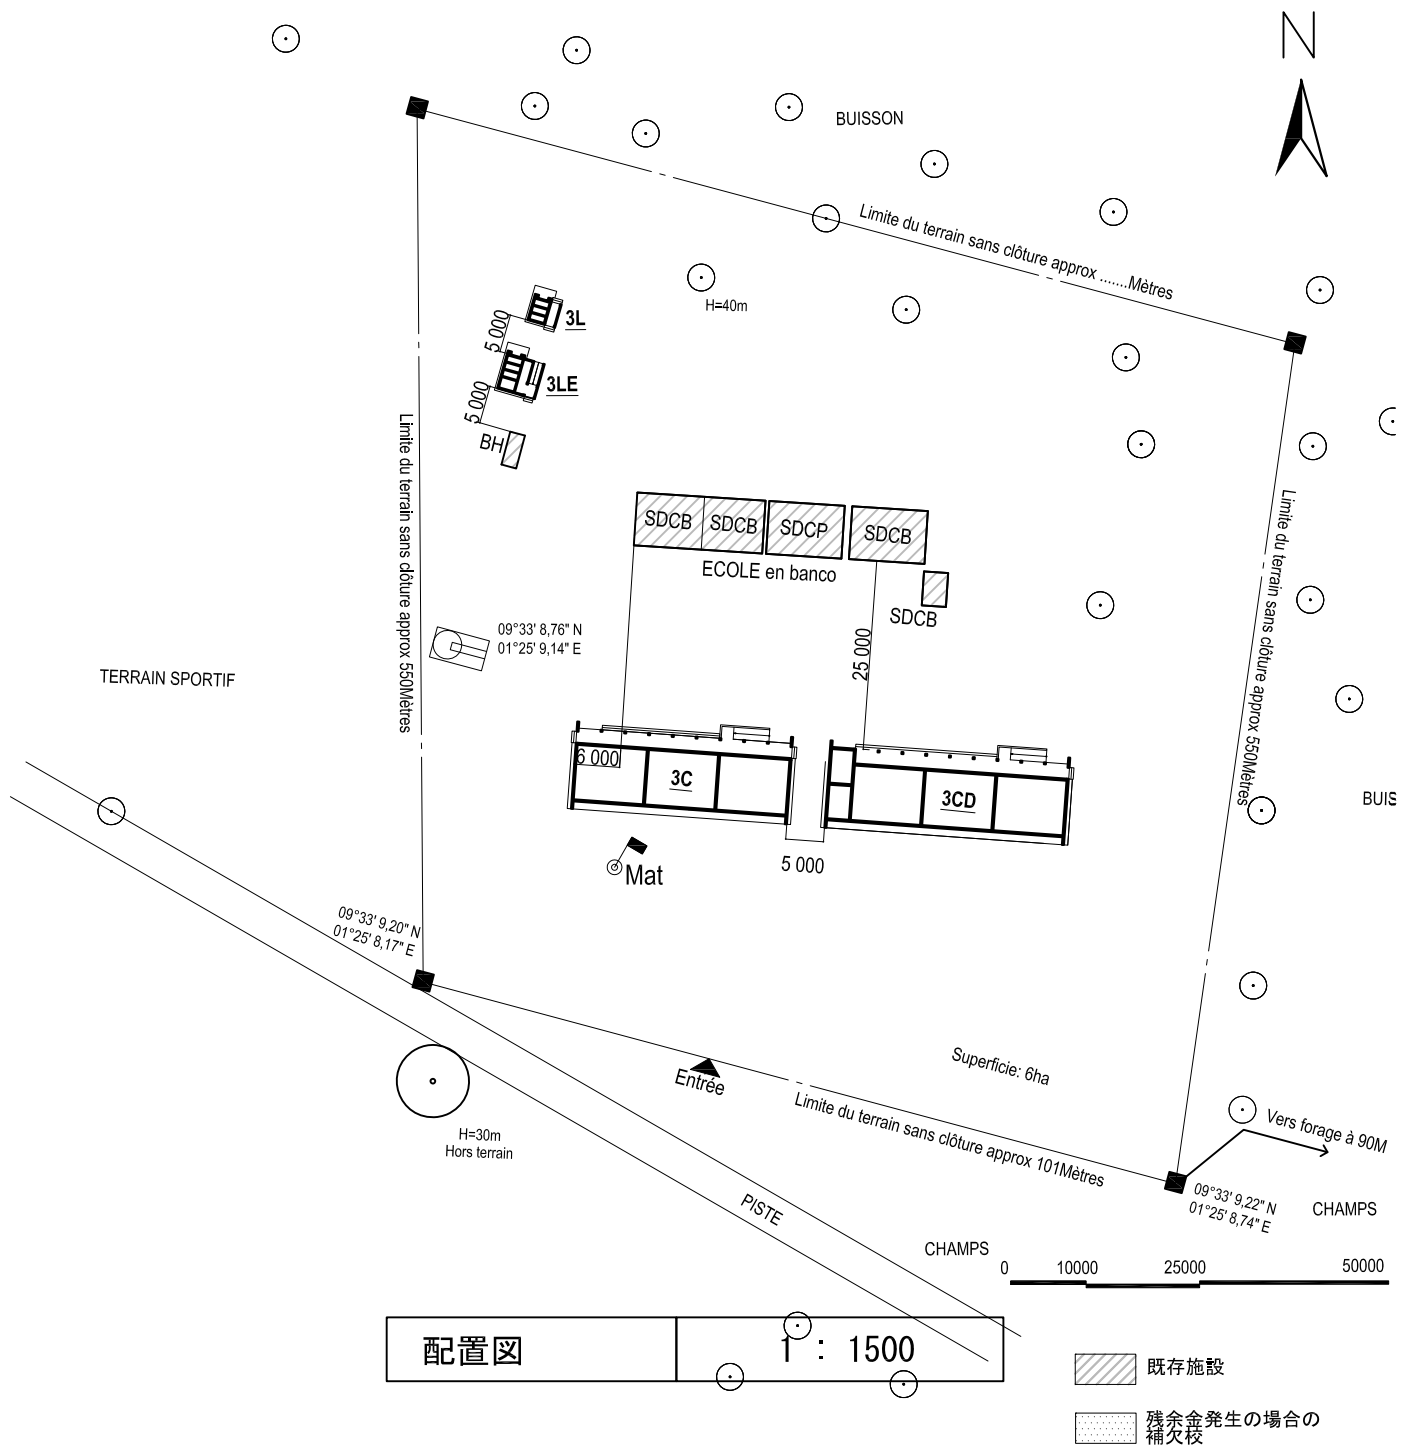 N
BUISSON
Limite du terrain sans clôture approx .......Mètres
H=40m
3L
5 000
3LE
5 000
BH
Limite du terrain sans clôture approx 550Mètres
Limite du terrain sans clôture approx 550Mètres
SDCB
SDCB
SDCP
SDCB
ECOLE en banco
SDCB
09°33' 8,76" N
01°25' 9,14" E
25 000
TERRAIN SPORTIF
6 000
3C
3CD
BUIS
5 000
Mat
09°33' 9,20" N
01°25' 8,17" E
Superficie: 6ha
Entrée
Limite du terrain sans clôture approx 101Mètres
Vers forage à 90M
H=30m
Hors terrain
09°33' 9,22" N
01°25' 8,74" E
CHAMPS
PISTE
CHAMPS
0 10000 25000 50000
配置図 1 : 1500
既存施設
残余金発生の場合の
補欠校